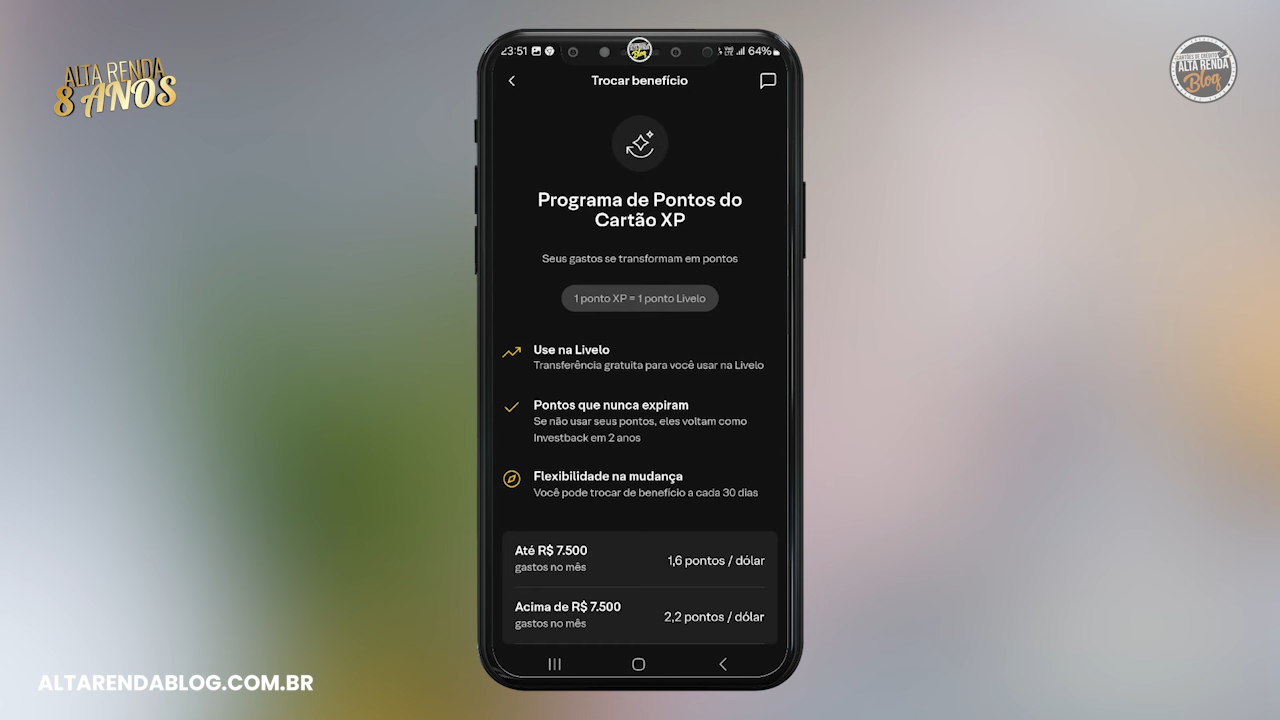 ALTA RENDA
8 ANOS
CARTÕES DE CRÉDITO
ALTA RENDA
Blog
23:51
64%
Trocar benefício
Programa de Pontos do
Cartão XP
Seus gastos se transformam em pontos
1 ponto XP = 1 ponto Livelo
Use na Livelo
Transferência gratuita para você usar na Livelo
Pontos que nunca expiram
Se não usar seus pontos, eles voltam como
Investback em 2 anos
Flexibilidade na mudança
Você pode trocar de benefício a cada 30 dias
Até R$ 7.500
gastos no mês
1,6 pontos / dólar
Acima de R$ 7.500
gastos no mês
2,2 pontos / dólar
ALTARENDABLOG.COM.BR